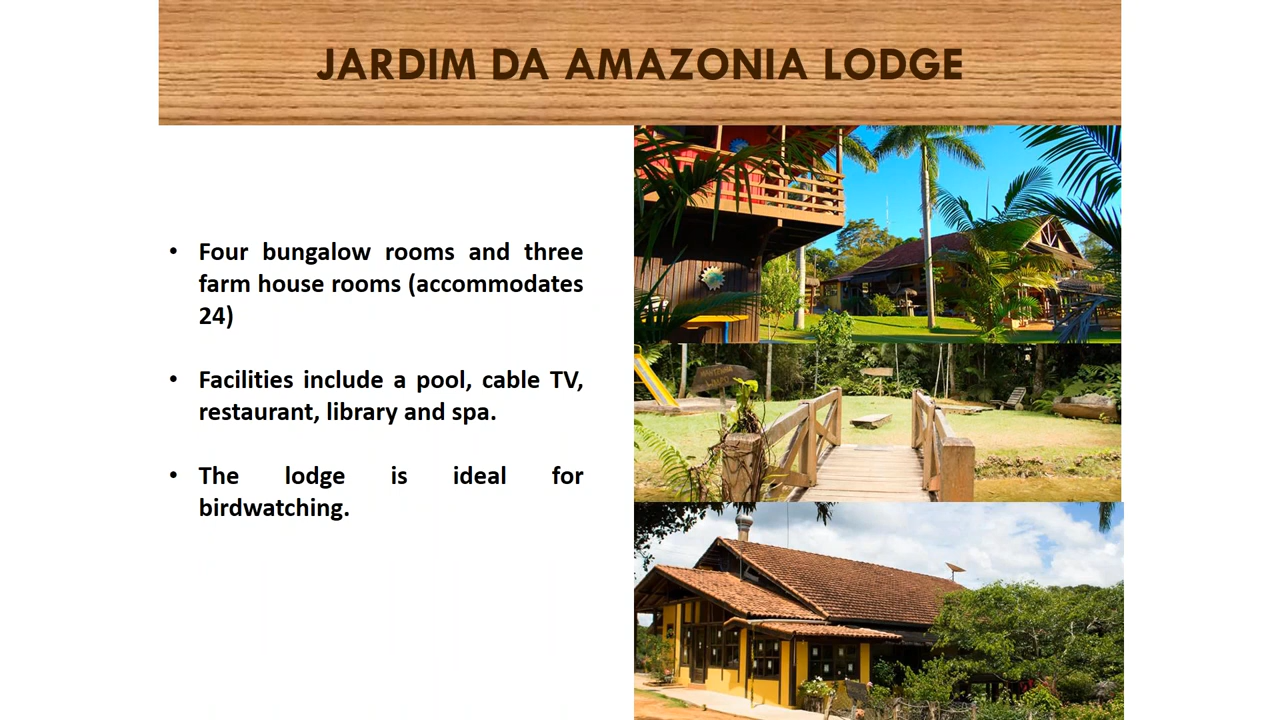 JARDIM DA AMAZONIA LODGE
• Four bungalow rooms and three
farm house rooms (accommodates
24)
• Facilities include a pool, cable TV,
restaurant, library and spa.
• The lodge is ideal for
birdwatching.